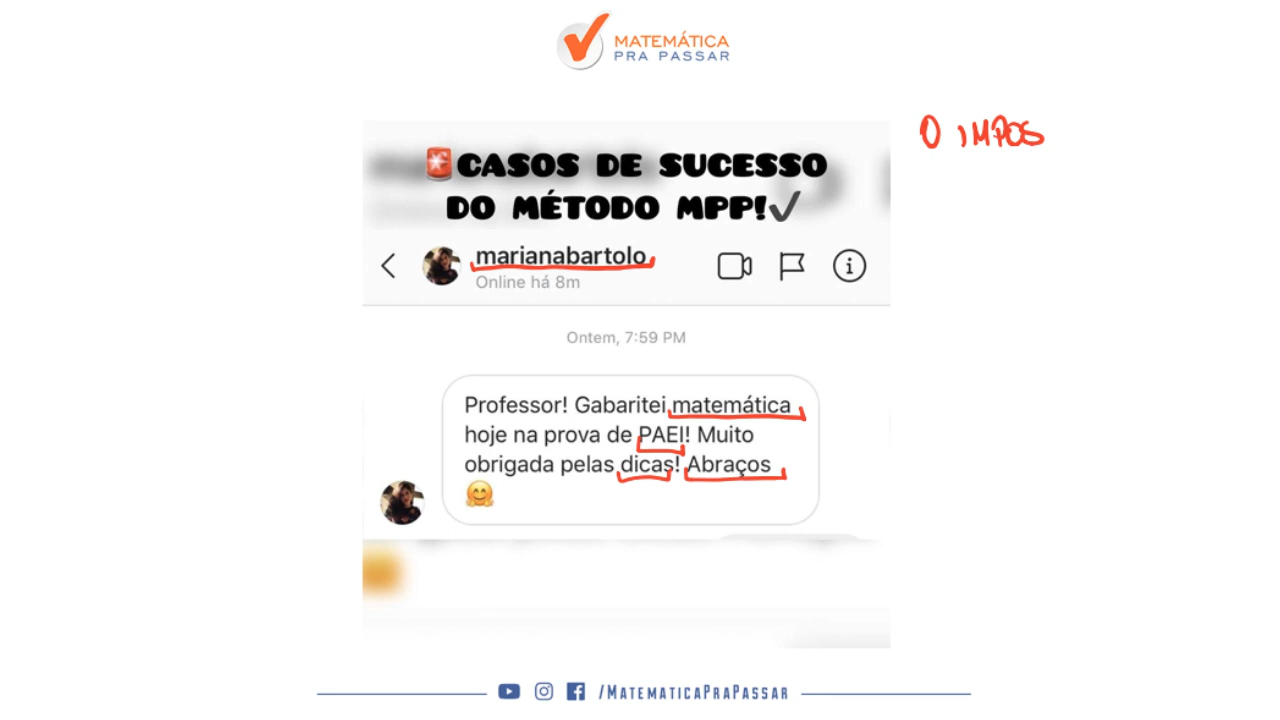 MATEMÁTICA
PRA PASSAR
O IMPOS
🚨CASOS DE SUCESSO
DO MÉTODO MPP!✔
marianabartolo
Online há 8m
Ontem, 7:59 PM
Professor! Gabaritei matemática
hoje na prova de PAEI! Muito
obrigada pelas dicas! Abraços
🤗
/MATEMATICAPRAPASSAR